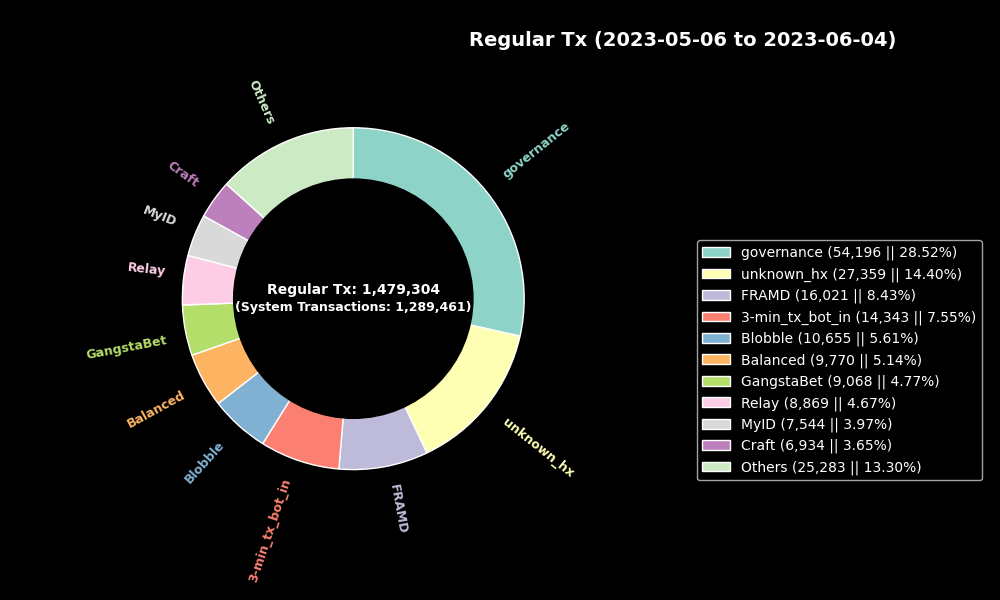 Regular Tx (2023-05-06 to 2023-06-04)
Others
governance
Craft
MyID
Relay
GangstaBet
Balanced
Blobble
3-min_tx_bot_in
FRAMD
unknown_hx
Regular Tx: 1,479,304
(System Transactions: 1,289,461)
governance (54,196 || 28.52%)
unknown_hx (27,359 || 14.40%)
FRAMD (16,021 || 8.43%)
3-min_tx_bot_in (14,343 || 7.55%)
Blobble (10,655 || 5.61%)
Balanced (9,770 || 5.14%)
GangstaBet (9,068 || 4.77%)
Relay (8,869 || 4.67%)
MyID (7,544 || 3.97%)
Craft (6,934 || 3.65%)
Others (25,283 || 13.30%)